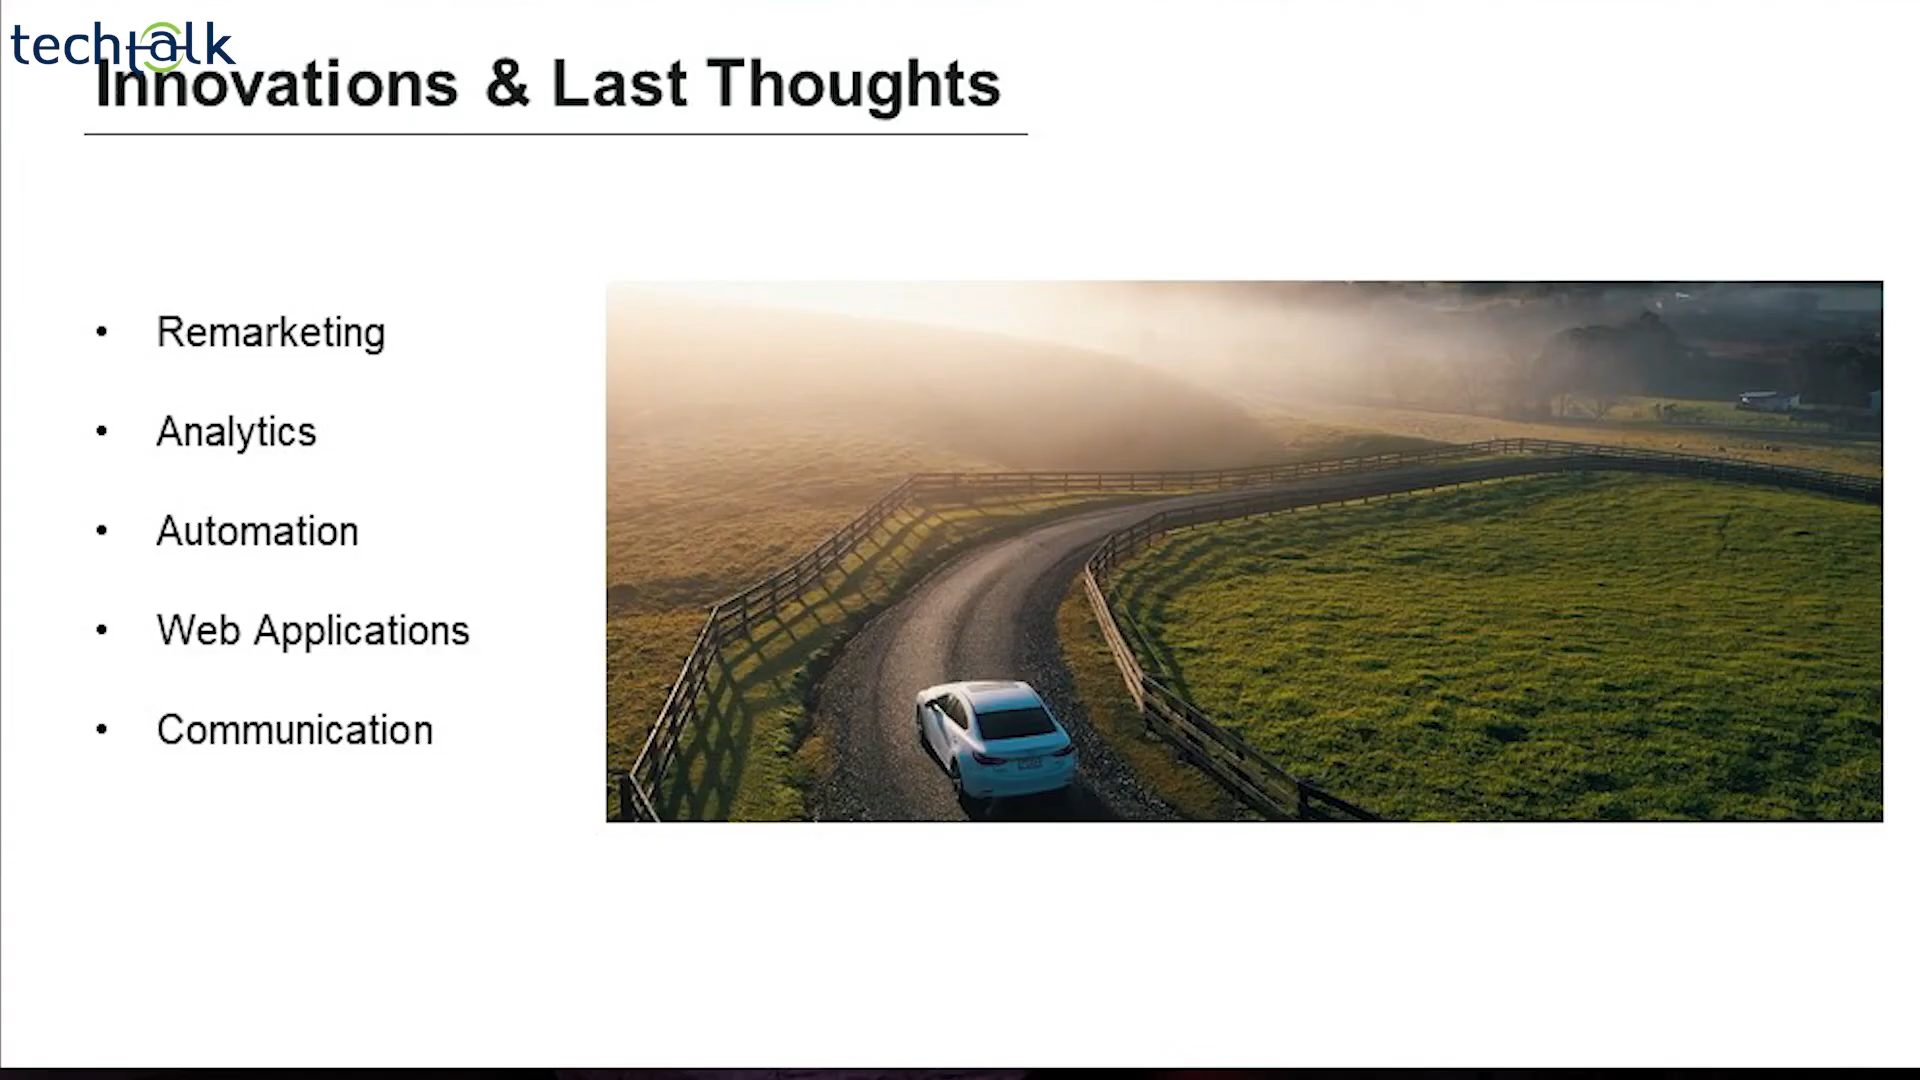 techtalk
Innovations & Last Thoughts
• Remarketing
• Analytics
• Automation
• Web Applications
• Communication